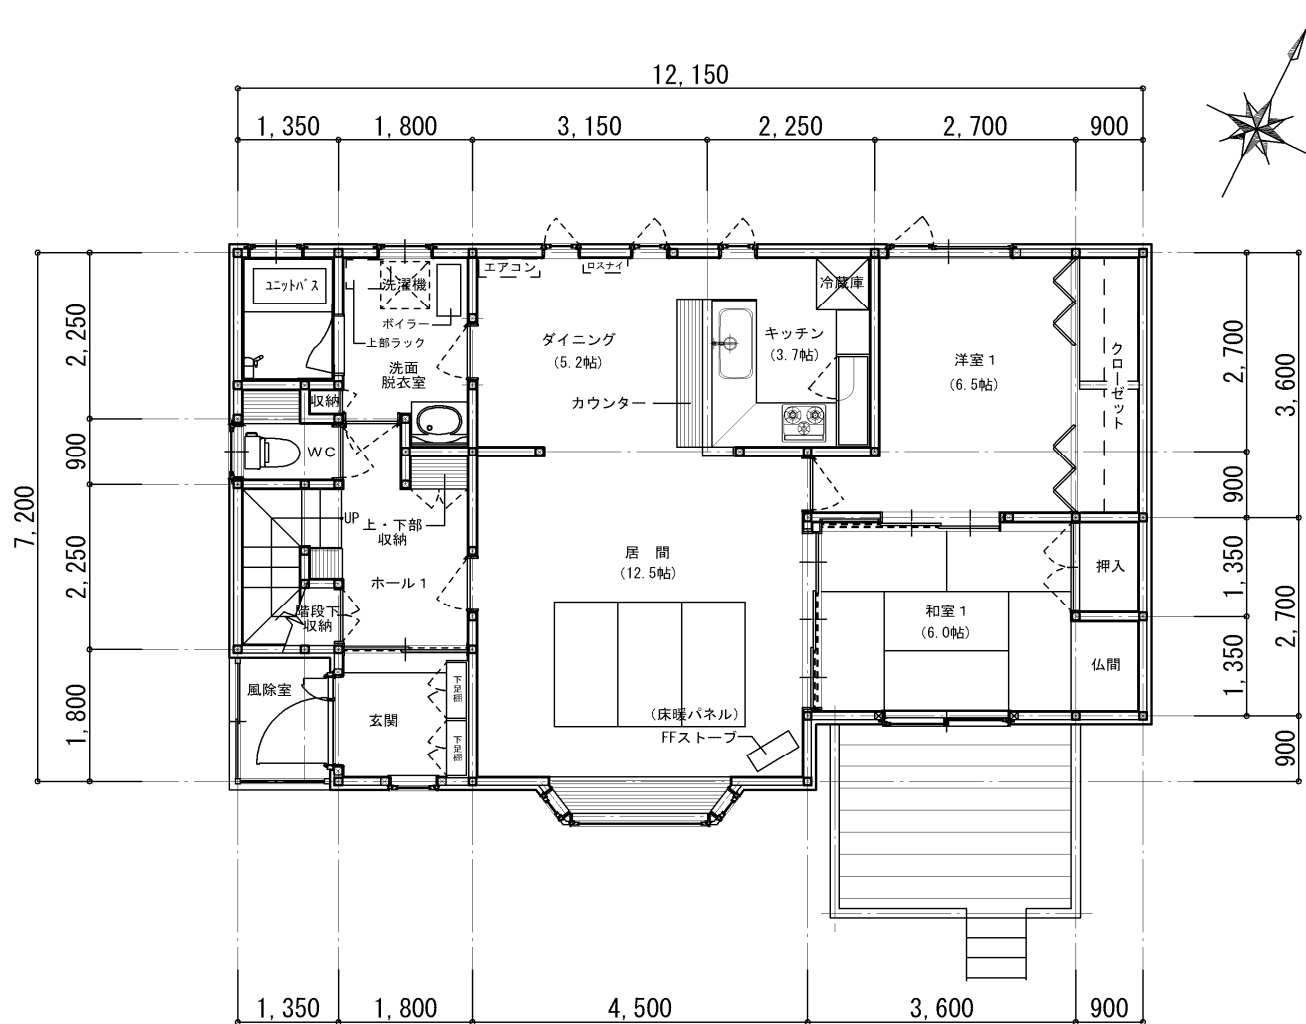 12,150
1,350
1,800
3,150
2,250
2,700
900
エアコン
ロスナイ
ユニットバス
洗濯機
冷蔵庫
ボイラー
上部ラック
ダイニング
(5.2帖)
キッチン
(3.7帖)
洋室1
(6.5帖)
クローゼット
洗面
脱衣室
収納
カウンター
WC
UP
上・下部
収納
居 間
(12.5帖)
ホール1
押入
階段下
収納
和室1
(6.0帖)
仏間
風除室
玄関
下足棚
下足棚
(床暖パネル)
FFストーブ
7,200
2,250
900
2,250
1,800
2,700
900
1,350
1,350
3,600
2,700
900
1,350
1,800
4,500
3,600
900